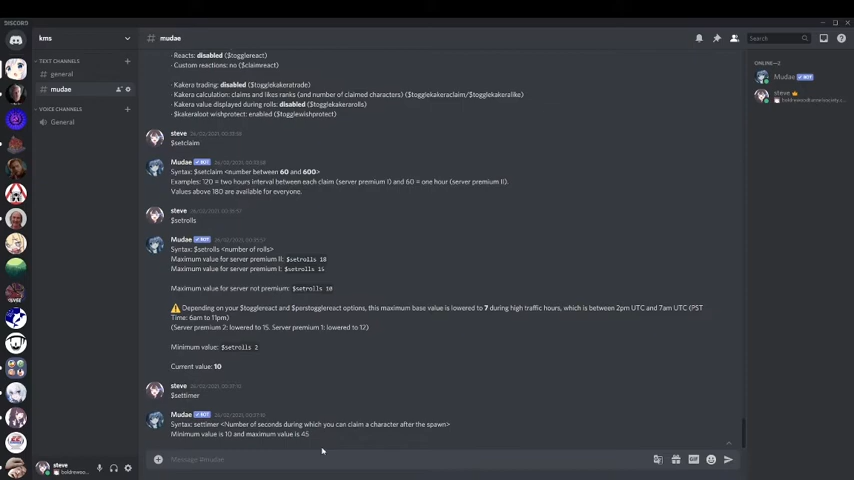 DISCORD
kms
mudae
Search
TEXT CHANNELS
general
mudae
VOICE CHANNELS
General
· Reacts: disabled ($togglereact)
· Custom reactions: no ($claimreact)
· Kakera trading: disabled ($togglekakeratrade)
· Kakera calculation: claims and likes ranks (and number of claimed characters) ($togglekakeraclaim/$togglekakeralike)
· Kakera value displayed during rolls: disabled ($togglekakerarolls)
· $kakeraloot wishprotect: enabled ($togglewishprotect)
steve
$setclaim
Mudae BOT
Syntax: $setclaim <number between 60 and 600>
Examples: 120 = two hours interval between each claim (server premium I) and 60 = one hour (server premium II).
Values above 180 are available for everyone.
steve
$setrolls
Mudae BOT
Syntax: $setrolls <number of rolls>
Maximum value for server premium II: $setrolls 18
Maximum value for server premium I: $setrolls 15
Maximum value for server not premium: $setrolls 10
Depending on your $togglereact and $perstogglereact options, this maximum base value is lowered to 7 during high traffic hours, which is between 2pm UTC and 7am UTC (PST
Time: 6am to 11pm)
(Server premium 2: lowered to 15. Server premium 1: lowered to 12)
Minimum value: $setrolls 2
Current value: 10
steve
$settimer
Mudae BOT
Syntax: settimer <Number of seconds during which you can claim a character after the spawn>
Minimum value is 10 and maximum value is 45
Message #mudae
GIF
steve
ONLINE—2
Mudae BOT
steve